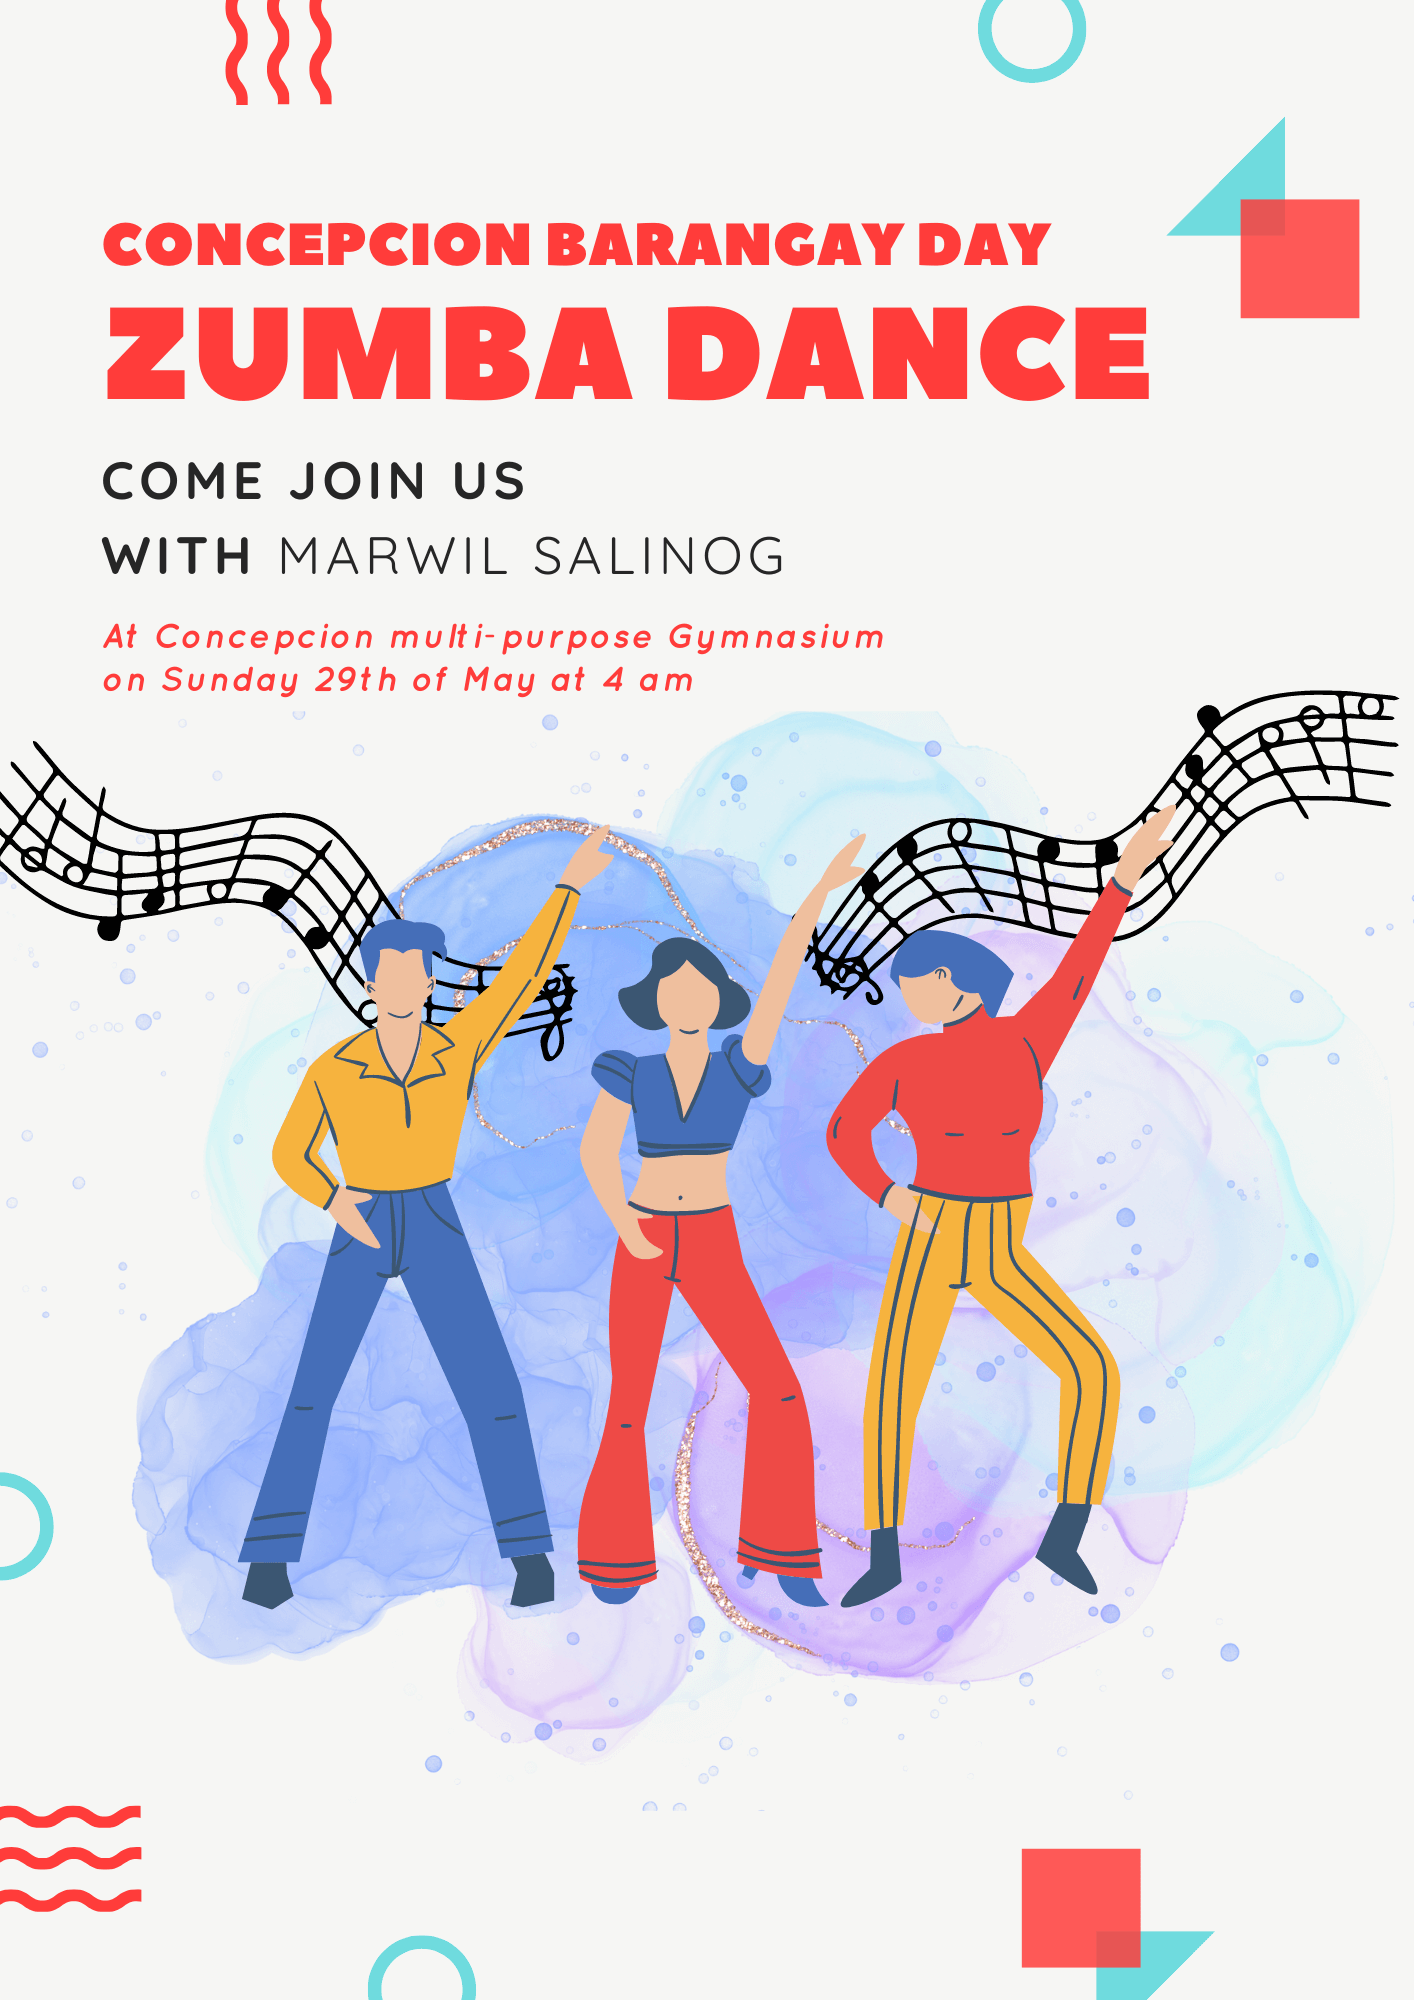 CONCEPCION BARANGAY DAY
ZUMBA DANCE
COME JOIN US
WITH MARWIL SALINOG
At Concepcion multi-purpose Gymnasium
on Sunday 29th of May at 4 am